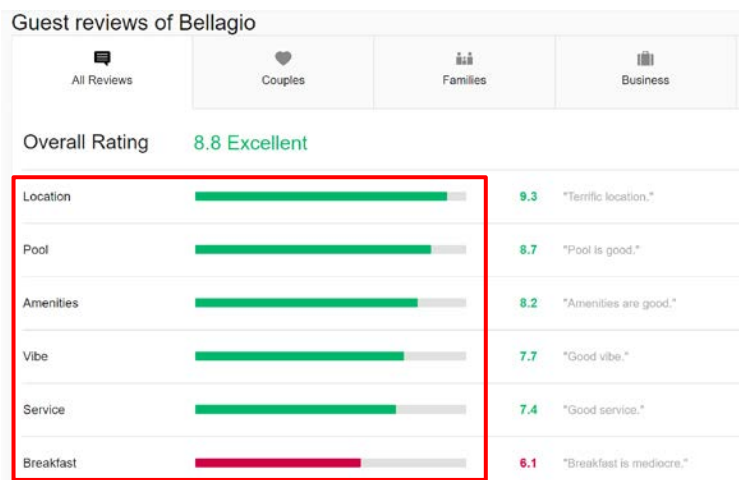 Guest reviews of Bellagio
All Reviews Couples Families Business
Overall Rating 8.8 Excellent
Location 9.3 "Terrific location."
Pool 8.7 "Pool is good."
Amenities 8.2 "Amenities are good."
Vibe 7.7 "Good vibe."
Service 7.4 "Good service."
Breakfast 6.1 "Breakfast is mediocre."